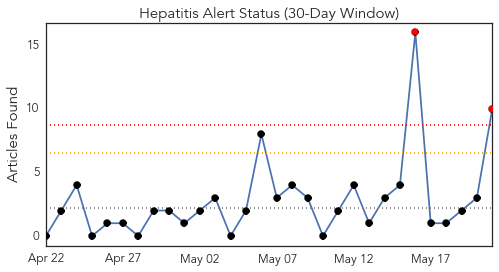 Hepatitis Alert Status (30-Day Window)
Articles Found
15
10
5
0
Apr 22
Apr 27
May 02
May 07
May 12
May 17